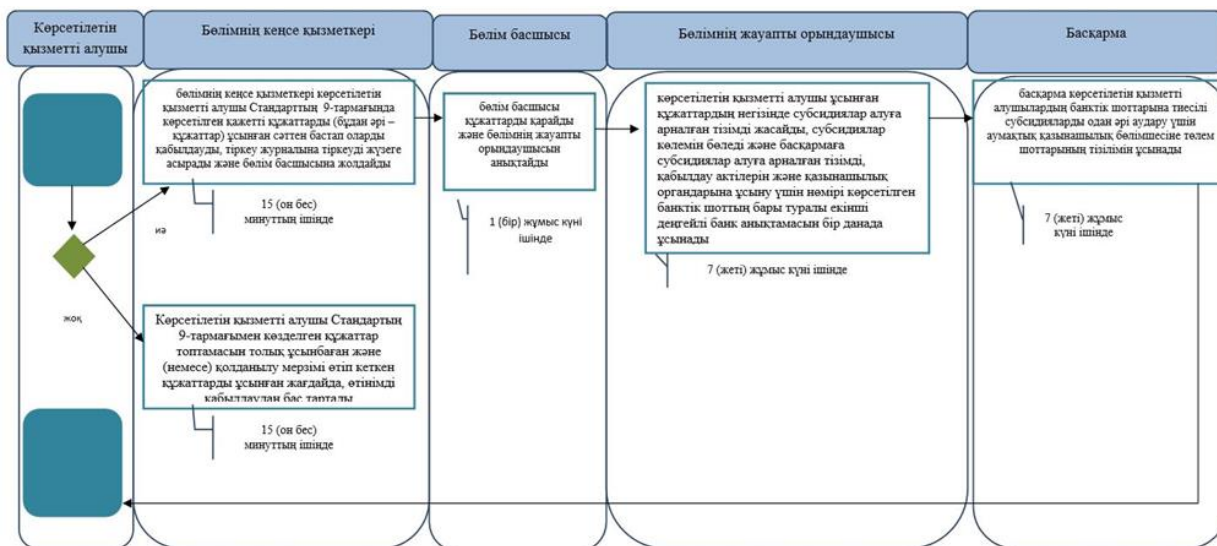 Көрсетілетін
қызметті алушы
Бөлімнің кеңсе қызметкері
Бөлім басшысы
Бөлімнің жауапты орындаушысы
Басқарма
бөлімнің кеңсе қызметкері көрсетілетін
қызметті алушы Стандарттың 9-тармағында
көрсетілген қажетті құжаттарды (бұдан әрі –
құжаттар) ұсынған сәттен бастап оларды
қабылдауды, тіркеу журналына тіркеуді жүзеге
асырады және бөлім басшысына жолдайды
15 (он бес)
минуттың ішінде
иә
жоқ
Көрсетілетін қызметті алушы Стандартың
9-тармағымен көзделген құжаттар
топтамасын толық ұсынбаған және
(немесе) қолданылу мерзімі өтіп кеткен
құжаттарды ұсынған жағдайда, өтінімді
қабылдаудан бас тартады
15 (он бес)
минуттың ішінде
бөлім басшысы
құжаттарды қарайды
және бөлімнің жауапты
орындаушысын
анықтайды
1 (бір) жұмыс күні
ішінде
көрсетілетін қызметті алушы ұсынған
құжаттардың негізінде субсидиялар алуға
арналған тізімді жасайды, субсидиялар
көлемін бөледі және басқармаға
субсидиялар алуға арналған тізімді,
қабылдау актілерін және қазынашылық
органдарына ұсыну үшін нөмірі көрсетілген
банктік шоттың бары туралы екінші
деңгейлі банк анықтамасын бір данада
ұсынады
7 (жеті) жұмыс күні ішінде
басқарма көрсетілетін қызметті
алушылардың банктік шоттарына тиесілі
субсидияларды одан әрі аудару үшін
аумақтық қазынашылық бөлімшесіне төлем
шоттарының тізілімін ұсынады
7 (жеті) жұмыс
күні ішінде